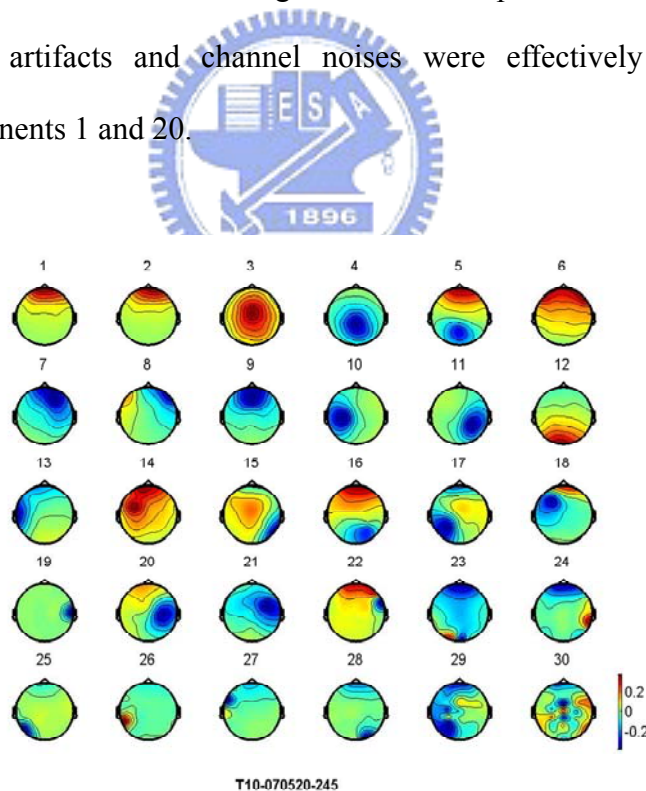 artifacts and channel noises were effectively
nents 1 and 20.
ESA
1896
1 2 3 4 5 6
7 8 9 10 11 12
13 14 15 16 17 18
19 20 21 22 23 24
25 26 27 28 29 30
0.2
0
-0.2
T10-070520-245